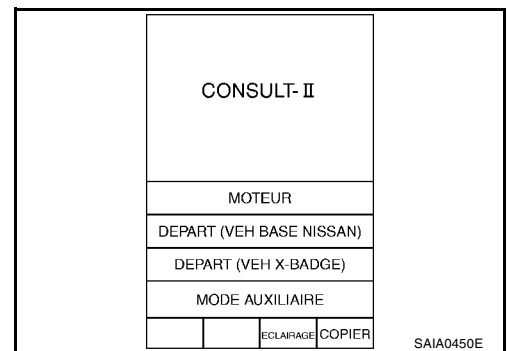 CONSULT-II
MOTEUR
DEPART (VEH BASE NISSAN)
DEPART (VEH X-BADGE)
MODE AUXILIAIRE
ECLAIRAGE COPIER
SAIA0450E